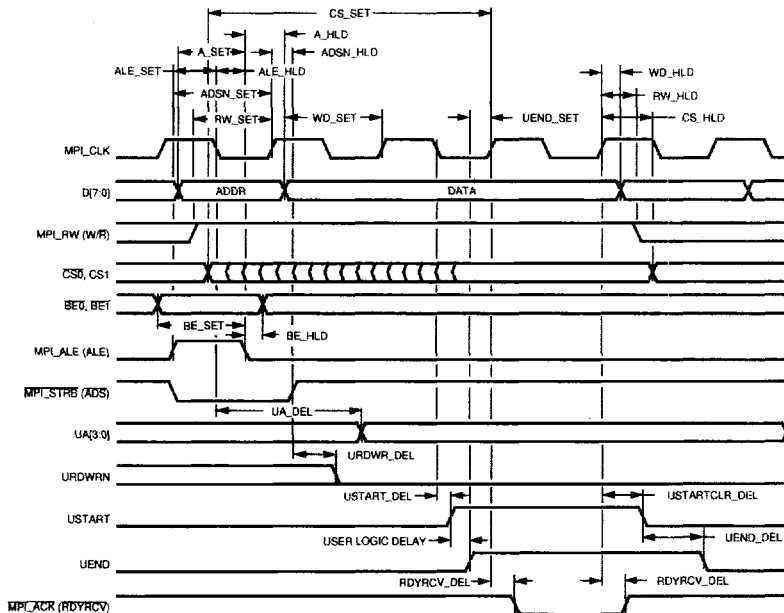 CS_SET
A_HLD
A_SET
ADSN_HLD
ALE_SET
ALE_HLD
WD_HLD
ADSN_SET
RW_HLD
RW_SET
WD_SET
UEND_SET
CS_HLD
MPI_CLK
D[7:0]
ADDR
DATA
MPI_RW (W/R)
CS0, CS1
BE0, BE1
BE_SET
BE_HLD
MPI_ALE (ALE)
MPI_STRB (ADS)
UA_DEL
UA[3:0]
URDWR_DEL
URDWRN
USTART_DEL
USTARTCLR_DEL
USTART
USER LOGIC DELAY
UEND_DEL
UEND
RDYRCV_DEL
RDYRCV_DEL
MPI_ACK (RDYRCV)